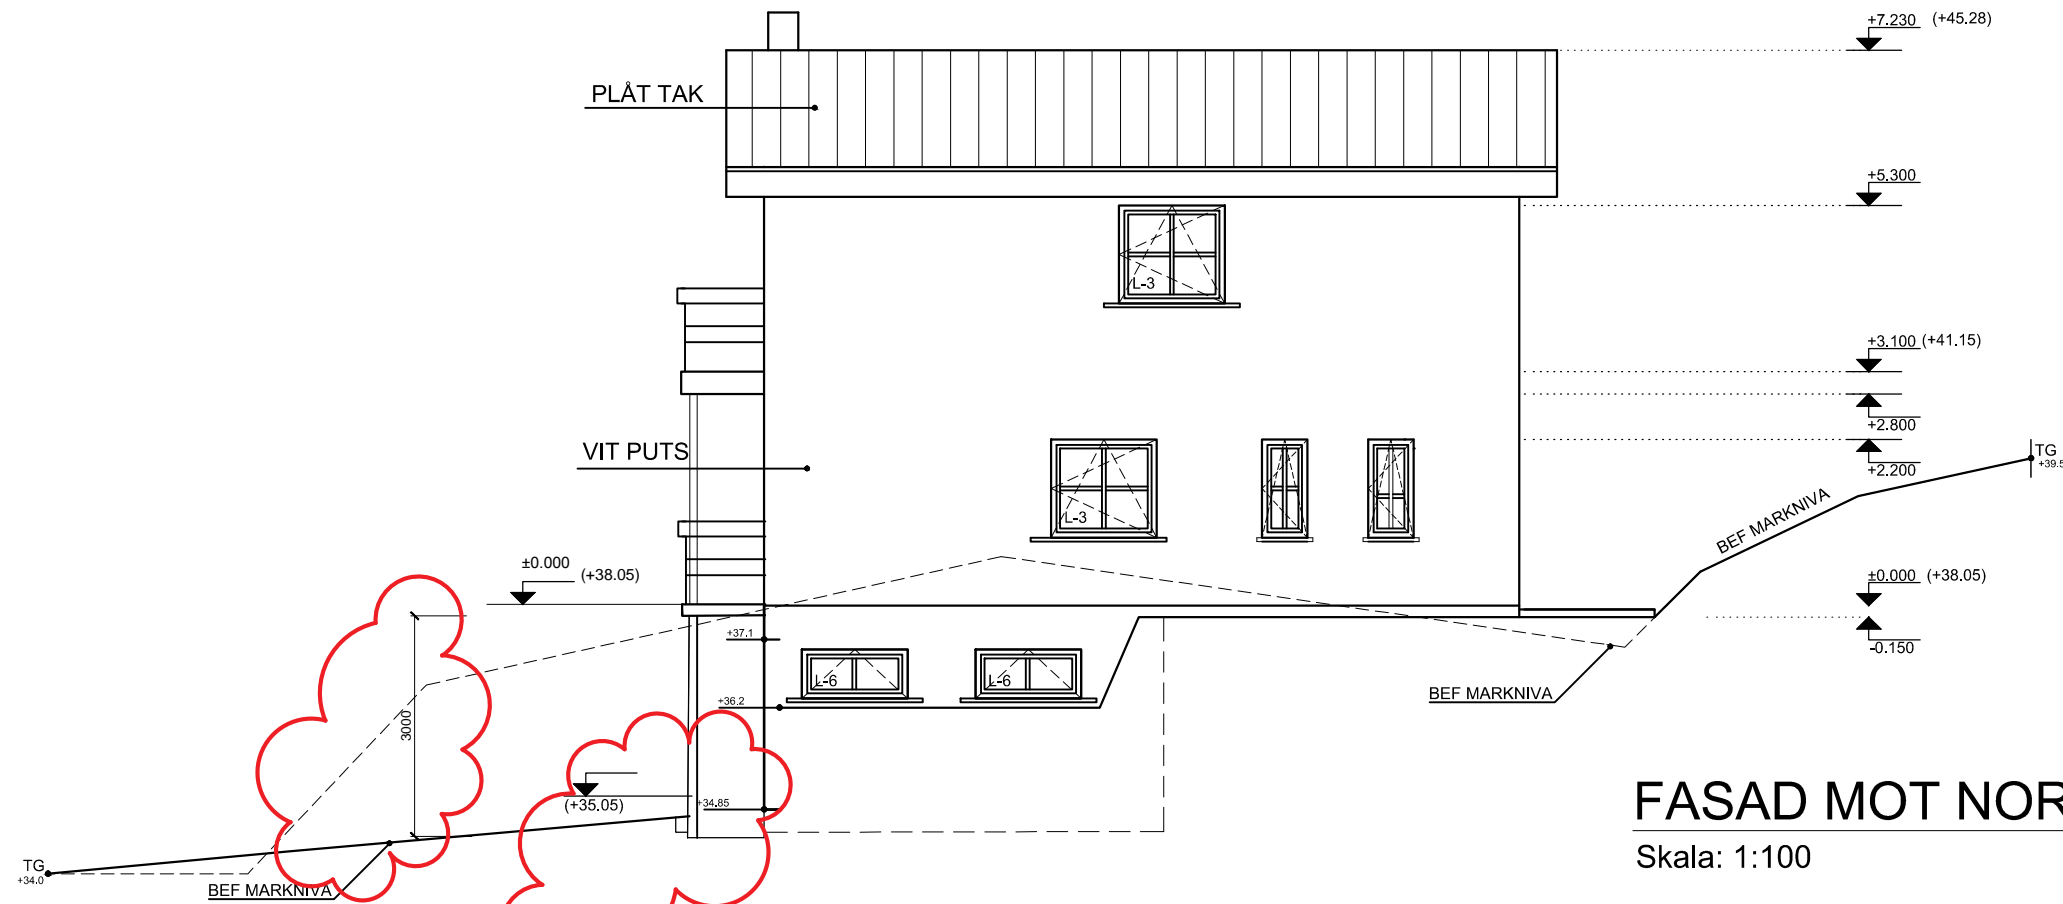 +7.230 (+45.28)
PLÅT TAK
+5.300
L-3
+3.100 (+41.15)
+2.800
VIT PUTS
+2.200
TG
+39.5
L-3
BEF MARKNIVA
±0.000 (+38.05)
±0.000 (+38.05)
+37.1
-0.150
L-6
L-6
BEF MARKNIVA
+36.2
3000
(+35.05)
+34.85
FASAD MOT NOR
Skala: 1:100
TG
+34.0
BEF MARKNIVA